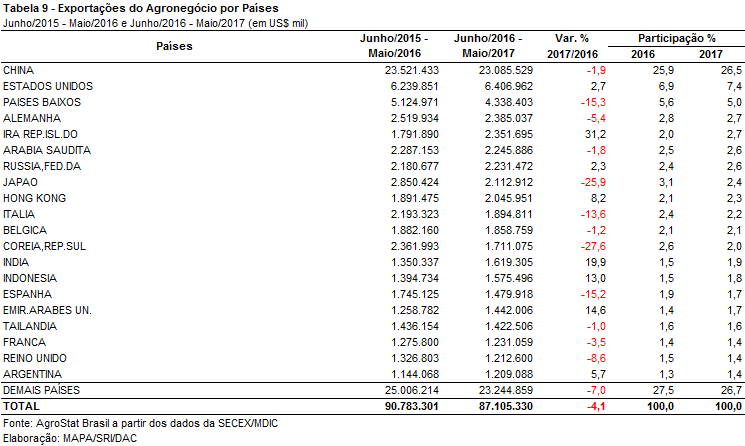 Tabela 9 - Exportações do Agronegócio por Países
Junho/2015 - Maio/2016 e Junho/2016 - Maio/2017 (em US$ mil)
Países Junho/2015 - Maio/2016 Junho/2016 - Maio/2017 Var. % 2017/2016 Participação % 2016 2017
CHINA 23.521.433 23.085.529 -1,9 25,9 26,5
ESTADOS UNIDOS 6.239.851 6.406.962 2,7 6,9 7,4
PAISES BAIXOS 5.124.971 4.338.403 -15,3 5,6 5,0
ALEMANHA 2.519.934 2.385.037 -5,4 2,8 2,7
IRA REP.ISL.DO 1.791.890 2.351.695 31,2 2,0 2,7
ARABIA SAUDITA 2.287.153 2.245.886 -1,8 2,5 2,6
RUSSIA,FED.DA 2.180.677 2.231.472 2,3 2,4 2,6
JAPAO 2.850.424 2.112.912 -25,9 3,1 2,4
HONG KONG 1.891.475 2.045.951 8,2 2,1 2,3
ITALIA 2.193.323 1.894.811 -13,6 2,4 2,2
BELGICA 1.882.160 1.858.759 -1,2 2,1 2,1
COREIA,REP.SUL 2.361.993 1.711.075 -27,6 2,6 2,0
INDIA 1.350.337 1.619.305 19,9 1,5 1,9
INDONESIA 1.394.734 1.575.496 13,0 1,5 1,8
ESPANHA 1.745.125 1.479.918 -15,2 1,9 1,7
EMIR.ARABES UN. 1.258.782 1.442.006 14,6 1,4 1,7
TAILANDIA 1.436.154 1.422.506 -1,0 1,6 1,6
FRANCA 1.275.800 1.231.059 -3,5 1,4 1,4
REINO UNIDO 1.326.803 1.212.600 -8,6 1,5 1,4
ARGENTINA 1.144.068 1.209.088 5,7 1,3 1,4
DEMAIS PAÍSES 25.006.214 23.244.859 -7,0 27,5 26,7
TOTAL 90.783.301 87.105.330 -4,1 100,0 100,0
Fonte: AgroStat Brasil a partir dos dados da SECEX/MDIC
Elaboração: MAPA/SRI/DAC